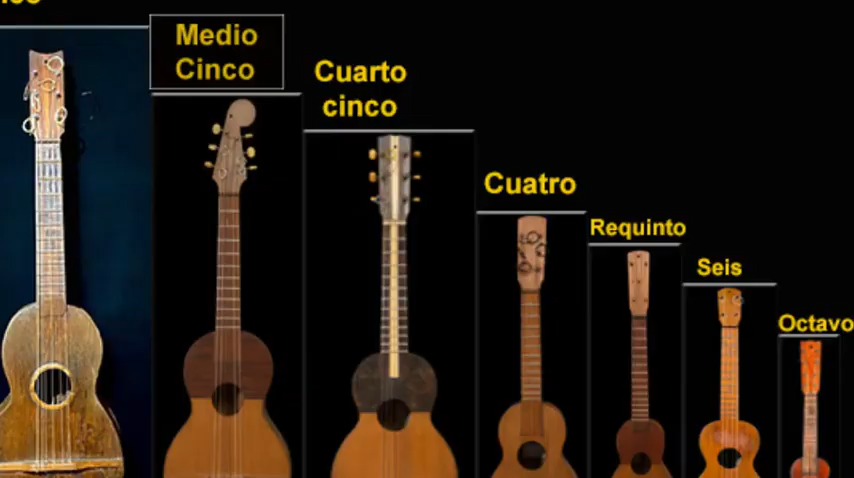 Medio
Cinco
Cuarto
cinco
Cuatro
Requinto
Seis
Octavo